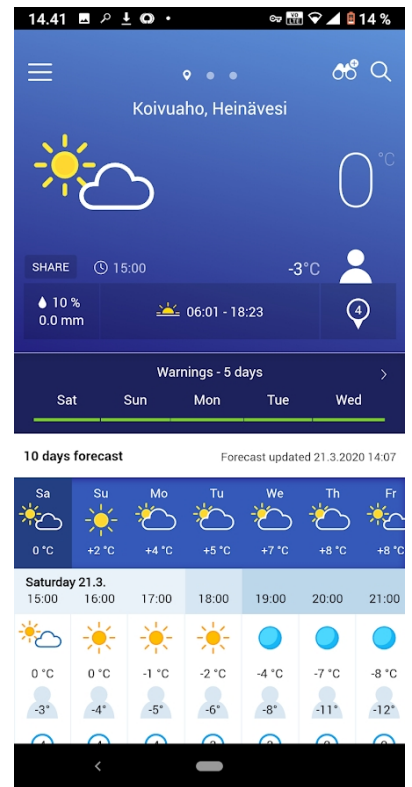 14.41 14 %
Koivuaho, Heinävesi
0 °C
SHARE 15:00 -3°C
10 %
0.0 mm
06:01 - 18:23
4
Warnings - 5 days
Sat Sun Mon Tue Wed
10 days forecast Forecast updated 21.3.2020 14:07
Sa Su Mo Tu We Th Fr
0 °C +2 °C +4 °C +5 °C +7 °C +8 °C +8 °C
Saturday 21.3.
15:00 16:00 17:00 18:00 19:00 20:00 21:00
0 °C 0 °C -1 °C -2 °C -4 °C -7 °C -8 °C
-3° -4° -5° -6° -8° -11° -12°